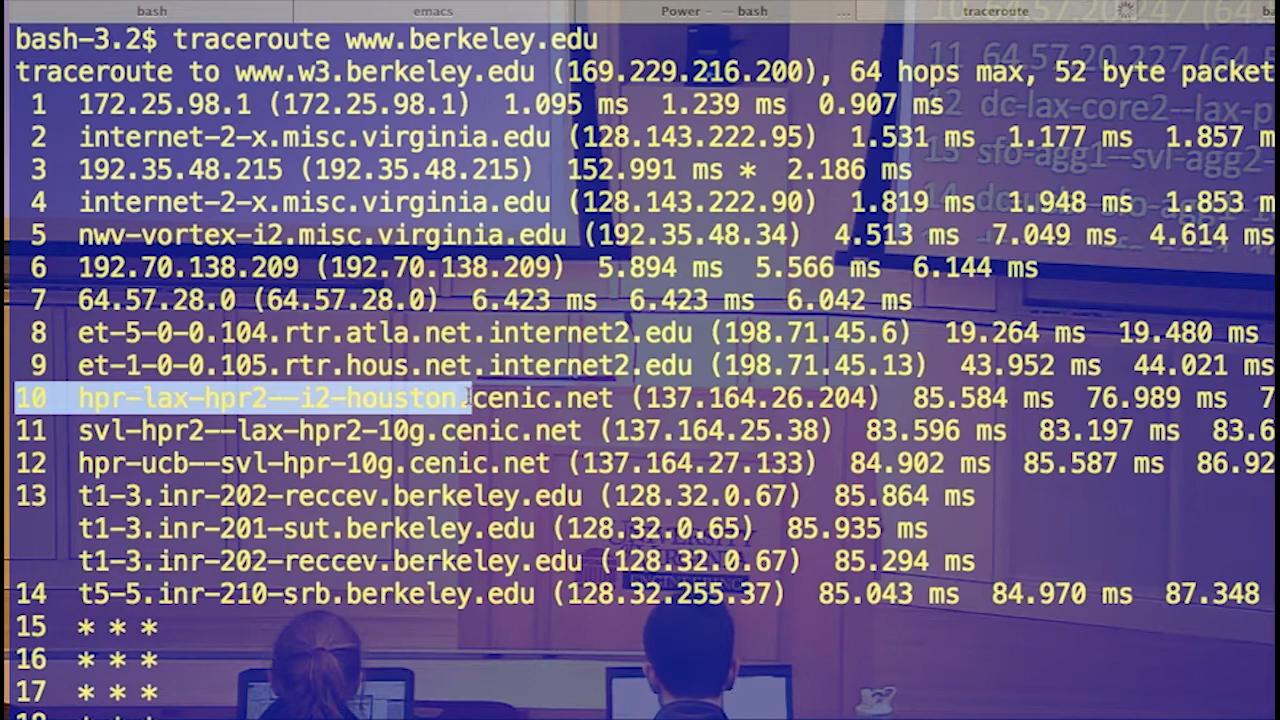 bash
emacs
Power – — bash
...
traceroute
ba
bash-3.2$ traceroute www.berkeley.edu
traceroute to www.w3.berkeley.edu (169.229.216.200), 64 hops max, 52 byte packet
1 172.25.98.1 (172.25.98.1) 1.095 ms 1.239 ms 0.907 ms
2 internet-2-x.misc.virginia.edu (128.143.222.95) 1.531 ms 1.177 ms 1.857 m
3 192.35.48.215 (192.35.48.215) 152.991 ms * 2.186 ms
4 internet-2-x.misc.virginia.edu (128.143.222.90) 1.819 ms 1.948 ms 1.853 m
5 nwv-vortex-i2.misc.virginia.edu (192.35.48.34) 4.513 ms 7.049 ms 4.614 ms
6 192.70.138.209 (192.70.138.209) 5.894 ms 5.566 ms 6.144 ms
7 64.57.28.0 (64.57.28.0) 6.423 ms 6.423 ms 6.042 ms
8 et-5-0-0.104.rtr.atla.net.internet2.edu (198.71.45.6) 19.264 ms 19.480 ms
9 et-1-0-0.105.rtr.hous.net.internet2.edu (198.71.45.13) 43.952 ms 44.021 ms
10 hpr-lax-hpr2--i2-houston.cenic.net (137.164.26.204) 85.584 ms 76.989 ms 7
11 svl-hpr2--lax-hpr2-10g.cenic.net (137.164.25.38) 83.596 ms 83.197 ms 83.6
12 hpr-ucb--svl-hpr-10g.cenic.net (137.164.27.133) 84.902 ms 85.587 ms 86.92
13 t1-3.inr-202-reccev.berkeley.edu (128.32.0.67) 85.864 ms
t1-3.inr-201-sut.berkeley.edu (128.32.0.65) 85.935 ms
t1-3.inr-202-reccev.berkeley.edu (128.32.0.67) 85.294 ms
14 t5-5.inr-210-srb.berkeley.edu (128.32.255.37) 85.043 ms 84.970 ms 87.348
15 * * *
16 * * *
17 * * *
18 * * *